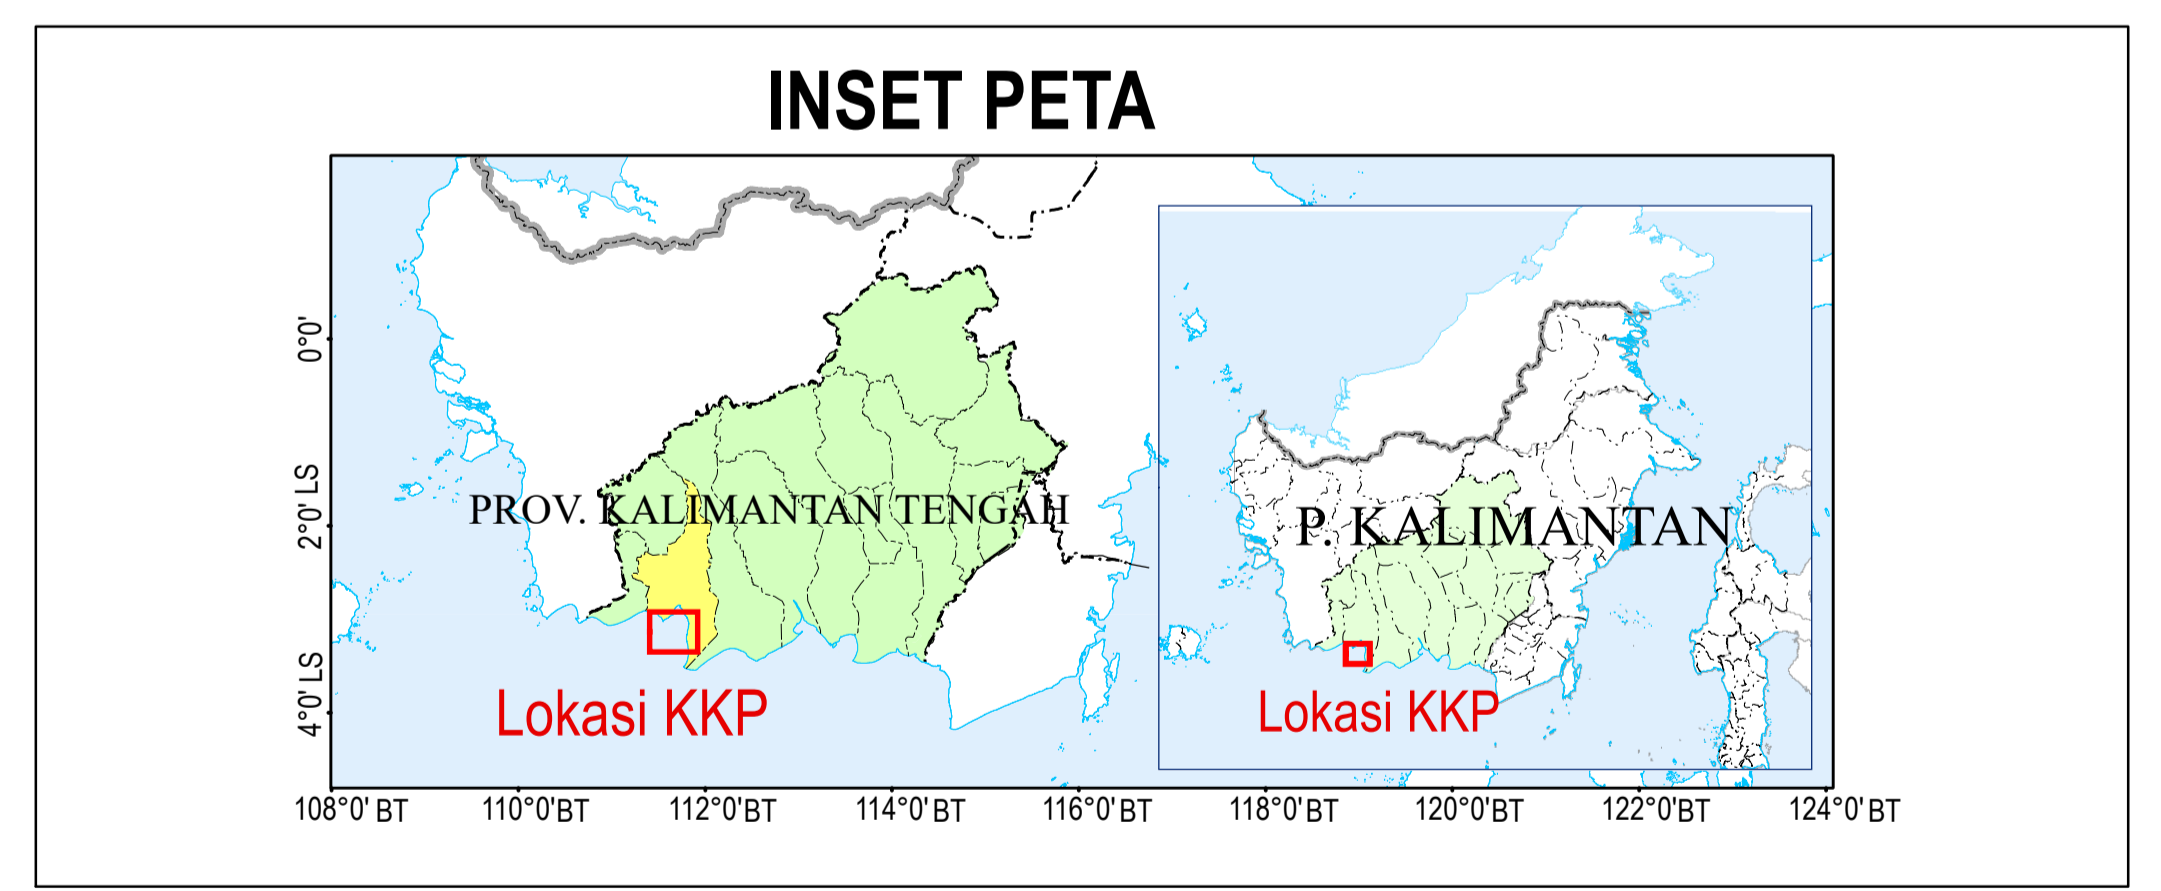 INSET PETA
0°0'
2°0' LS
4°0' LS
PROV. KALIMANTAN TENGAH
Lokasi KKP
P. KALIMANTAN
Lokasi KKP
108°0' BT
110°0' BT
112°0' BT
114°0' BT
116°0' BT
118°0' BT
120°0' BT
122°0' BT
124°0' BT